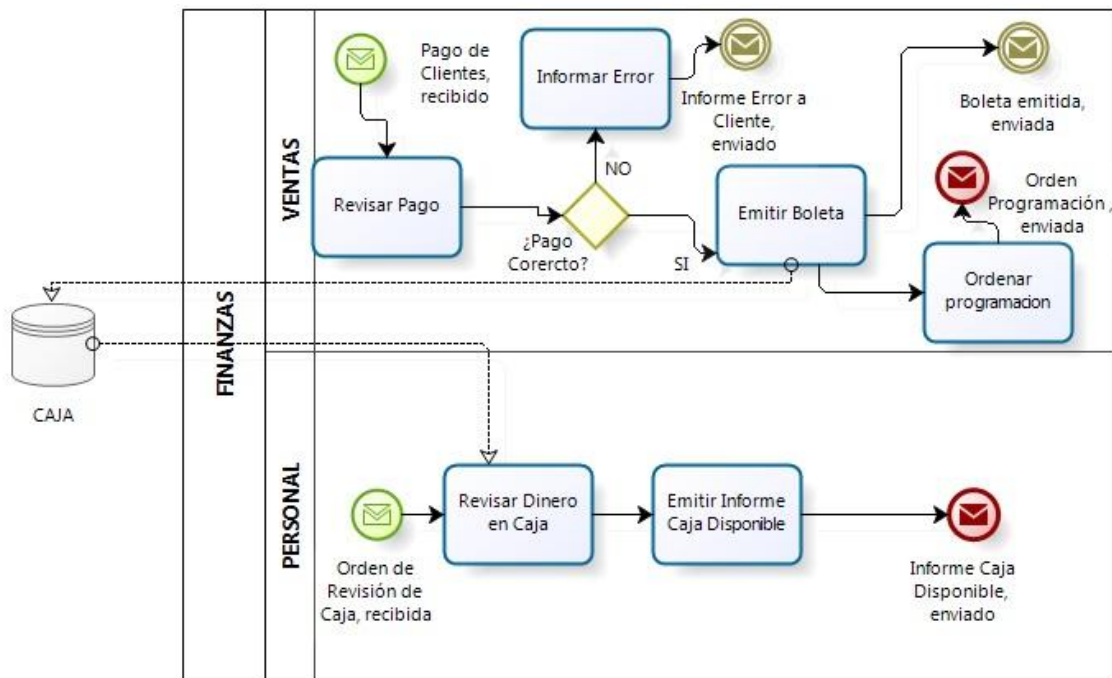 FINANZAS
VENTAS
Pago de
Clientes,
recibido
Informar Error
Informe Error a
Cliente,
enviado
Boleta emitida,
enviada
Revisar Pago
¿Pago
Corercto?
NO
SI
Emitir Boleta
Orden
Programación ,
enviada
Ordenar
programacion
CAJA
PERSONAL
Orden de
Revisión de
Caja, recibida
Revisar Dinero
en Caja
Emitir Informe
Caja Disponible
Informe Caja
Disponible,
enviado